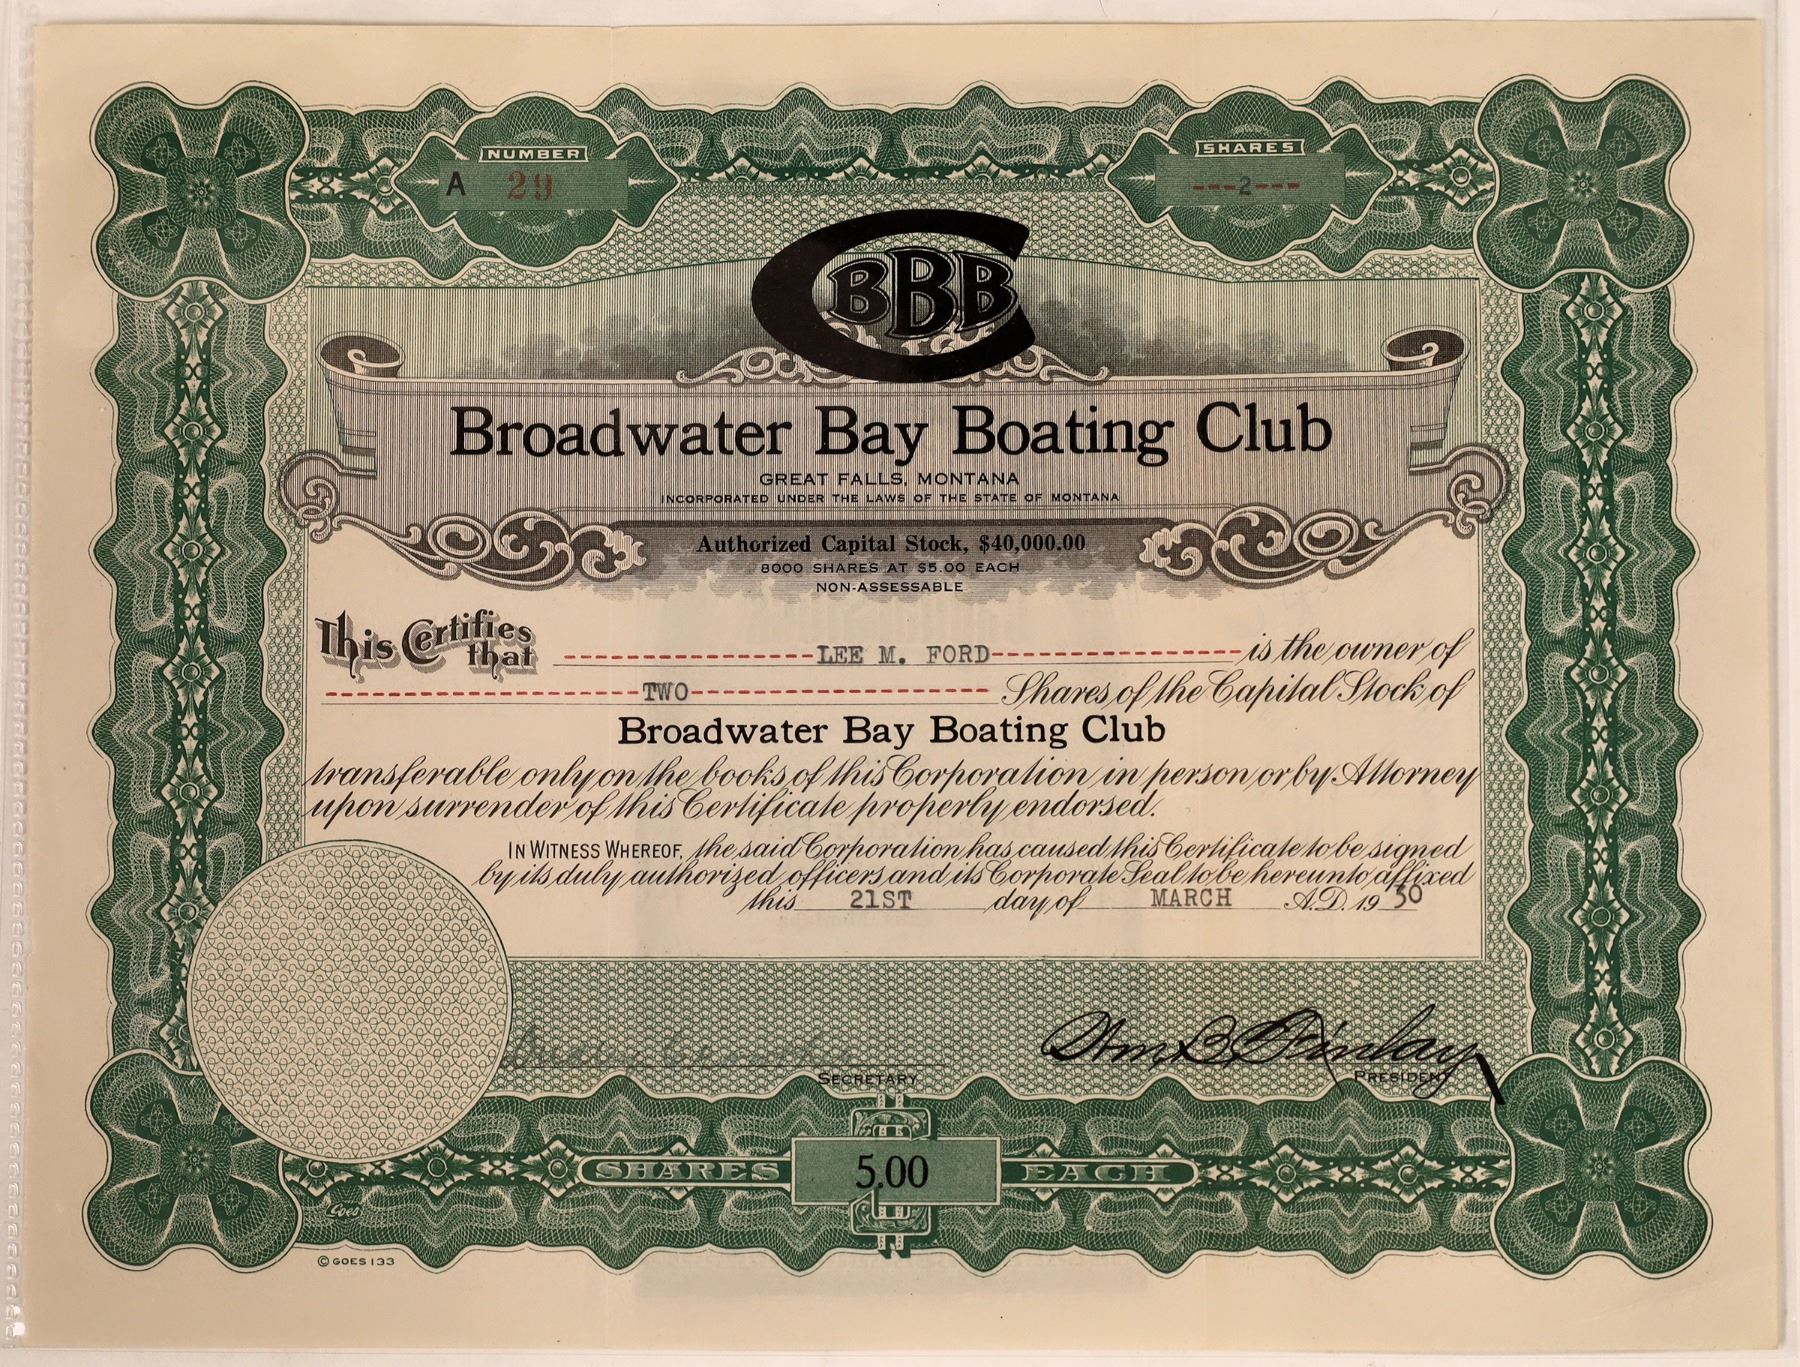 NUMBER
A 29
SHARES
---2---
CBBB
Broadwater Bay Boating Club
GREAT FALLS, MONTANA
INCORPORATED UNDER THE LAWS OF THE STATE OF MONTANA
Authorized Capital Stock, $40,000.00
8000 SHARES AT $5.00 EACH
NON-ASSESSABLE
This Certifies that LEE M. FORD is the owner of
TWO Shares of the Capital Stock of
Broadwater Bay Boating Club
transferable only on the books of this Corporation in person or by Attorney
upon surrender of this Certificate properly endorsed.
IN WITNESS WHEREOF, the said Corporation has caused this Certificate to be signed
by its duly authorized officers and its Corporate Seal to be hereunto affixed
this 21ST day of MARCH A.D. 19 30
Wm. B. Finlay
SECRETARY
PRESIDENT
SHARES 5.00 EACH
Goes
© GOES 133